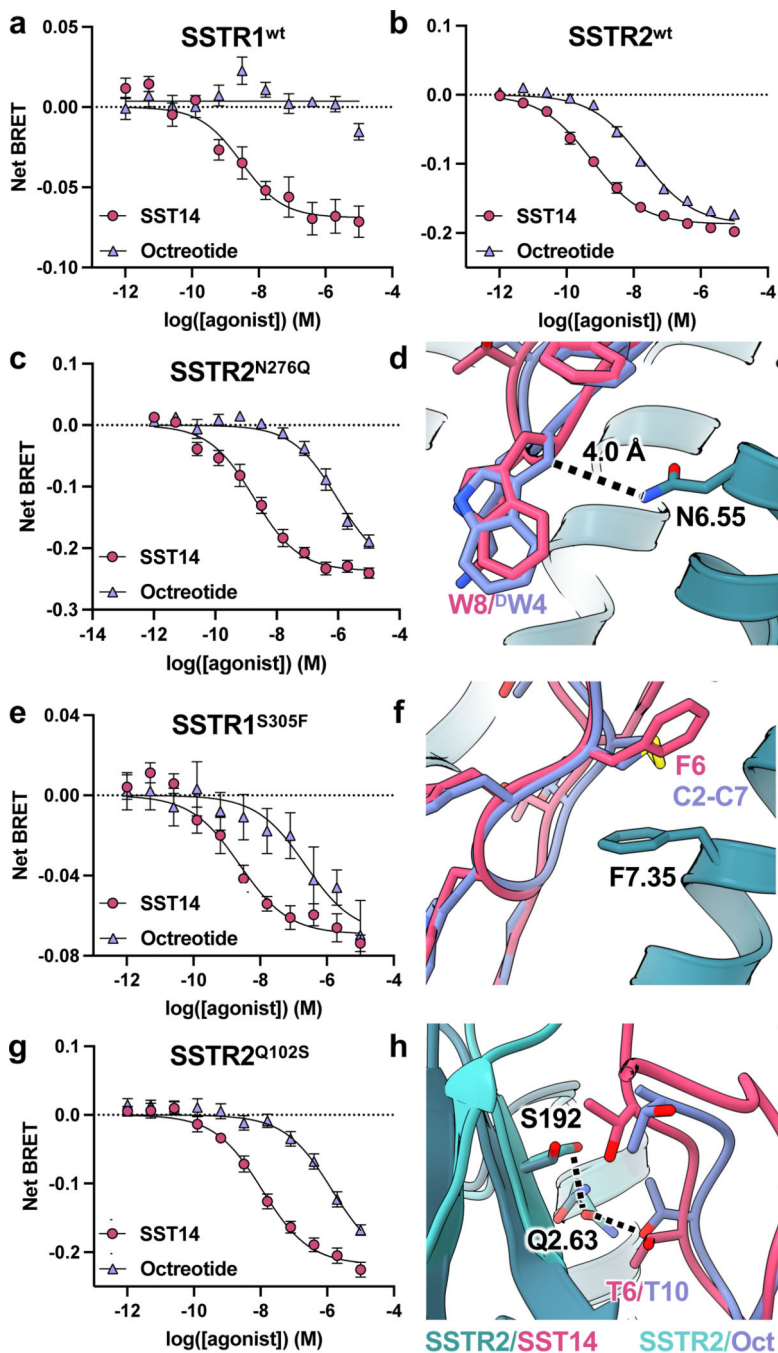 a
SSTR1wt
0.05
0.00
-0.05
-0.10
Net BRET
SST14
Octreotide
-12 -10 -8 -6 -4
log([agonist]) (M)
b
SSTR2wt
0.0
-0.1
-0.2
Net BRET
SST14
Octreotide
-12 -10 -8 -6 -4
log([agonist]) (M)
c
SSTR2N276Q
0.1
0.0
-0.1
-0.2
-0.3
Net BRET
SST14
Octreotide
-14 -12 -10 -8 -6 -4
log([agonist]) (M)
d
4.0 Å
N6.55
W8/DW4
e
SSTR1S305F
0.04
0.00
-0.04
-0.08
Net BRET
SST14
Octreotide
-12 -10 -8 -6 -4
log([agonist]) (M)
f
F6
C2-C7
F7.35
g
SSTR2Q102S
0.1
0.0
-0.1
-0.2
Net BRET
SST14
Octreotide
-12 -10 -8 -6 -4
log([agonist]) (M)
h
S192
Q2.63
T6/T10
SSTR2/SST14 SSTR2/Oct